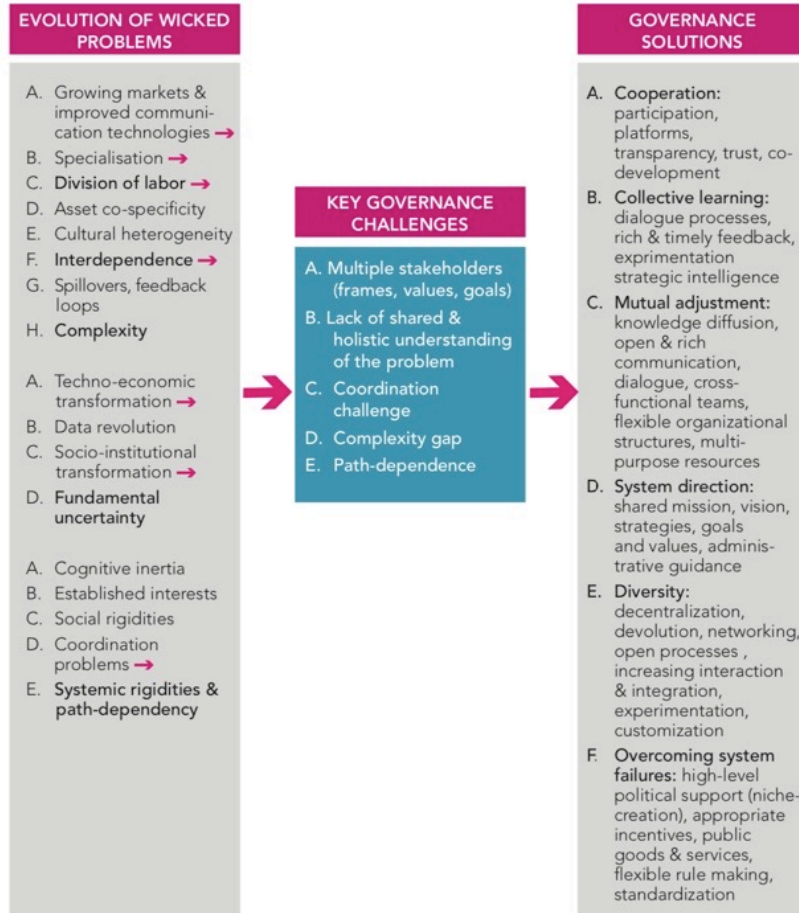 EVOLUTION OF WICKED
PROBLEMS
A. Growing markets &
improved communi-
cation technologies →
B. Specialisation →
C. Division of labor →
D. Asset co-specificity
E. Cultural heterogeneity
F. Interdependence →
G. Spillovers, feedback
loops
H. Complexity
A. Techno-economic
transformation →
B. Data revolution
C. Socio-institutional
transformation →
D. Fundamental
uncertainty
A. Cognitive inertia
B. Established interests
C. Social rigidities
D. Coordination
problems →
E. Systemic rigidities &
path-dependency
KEY GOVERNANCE
CHALLENGES
A. Multiple stakeholders
(frames, values, goals)
B. Lack of shared &
holistic understanding
of the problem
C. Coordination
challenge
D. Complexity gap
E. Path-dependence
GOVERNANCE
SOLUTIONS
A. Cooperation:
participation,
platforms,
transparency, trust, co-
development
B. Collective learning:
dialogue processes,
rich & timely feedback,
exprimentation
strategic intelligence
C. Mutual adjustment:
knowledge diffusion,
open & rich
communication,
dialogue, cross-
functional teams,
flexible organizational
structures, multi-
purpose resources
D. System direction:
shared mission, vision,
strategies, goals
and values, adminis-
trative guidance
E. Diversity:
decentralization,
devolution, networking,
open processes ,
increasing interaction
& integration,
experimentation,
customization
F. Overcoming system
failures: high-level
political support (niche-
creation), appropriate
incentives, public
goods & services,
flexible rule making,
standardization